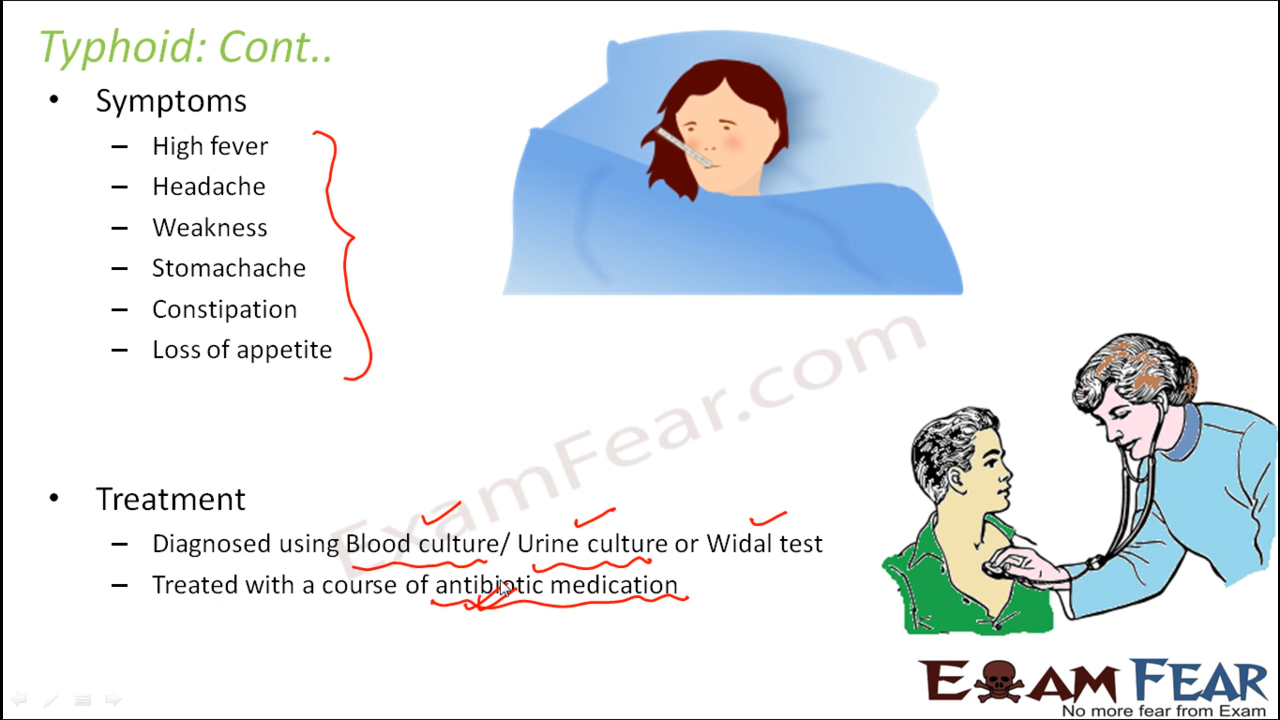 Typhoid: Cont..
• Symptoms
– High fever
– Headache
– Weakness
– Stomachache
– Constipation
– Loss of appetite
ExamFear.com
• Treatment
– Diagnosed using Blood culture/ Urine culture or Widal test
– Treated with a course of antibiotic medication
EXAM FEAR
No more fear from Exam